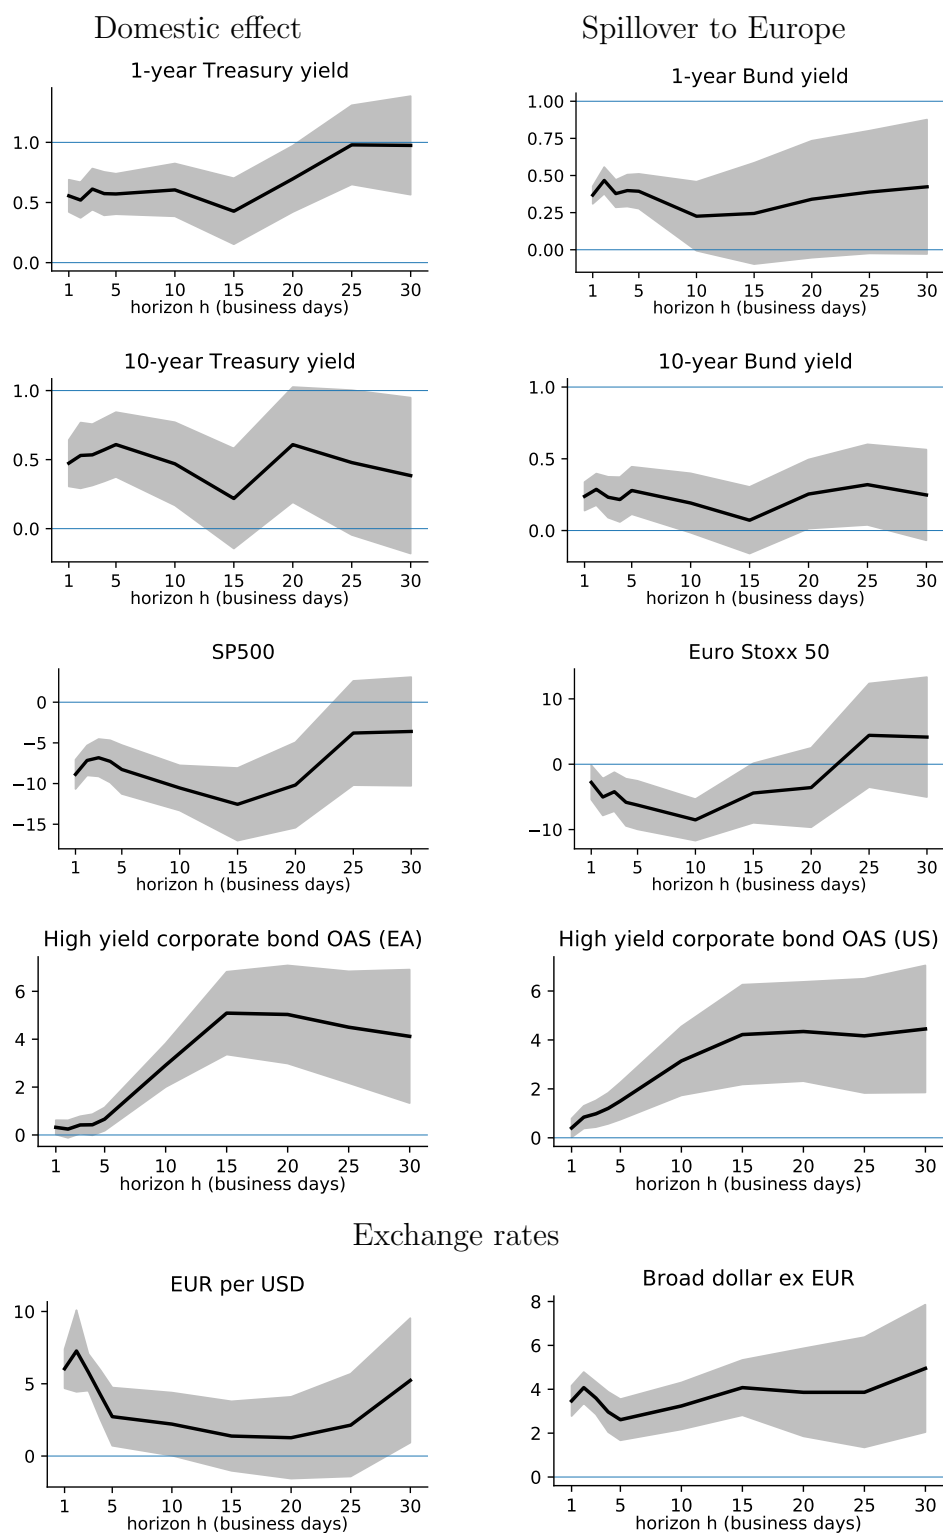 Domestic effect
Spillover to Europe
1-year Treasury yield
1.0
0.5
0.0
1 5 10 15 20 25 30
horizon h (business days)
1-year Bund yield
1.00
0.75
0.50
0.25
0.00
1 5 10 15 20 25 30
horizon h (business days)
10-year Treasury yield
1.0
0.5
0.0
1 5 10 15 20 25 30
horizon h (business days)
10-year Bund yield
1.0
0.5
0.0
1 5 10 15 20 25 30
horizon h (business days)
SP500
0
−5
−10
−15
1 5 10 15 20 25 30
horizon h (business days)
Euro Stoxx 50
10
0
−10
1 5 10 15 20 25 30
horizon h (business days)
High yield corporate bond OAS (EA)
6
4
2
0
1 5 10 15 20 25 30
horizon h (business days)
High yield corporate bond OAS (US)
6
4
2
0
1 5 10 15 20 25 30
horizon h (business days)
Exchange rates
EUR per USD
10
5
0
1 5 10 15 20 25 30
horizon h (business days)
Broad dollar ex EUR
8
6
4
2
0
1 5 10 15 20 25 30
horizon h (business days)